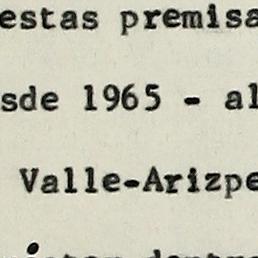 estas premisa
sde 1965 - al
Valle-Arizpe